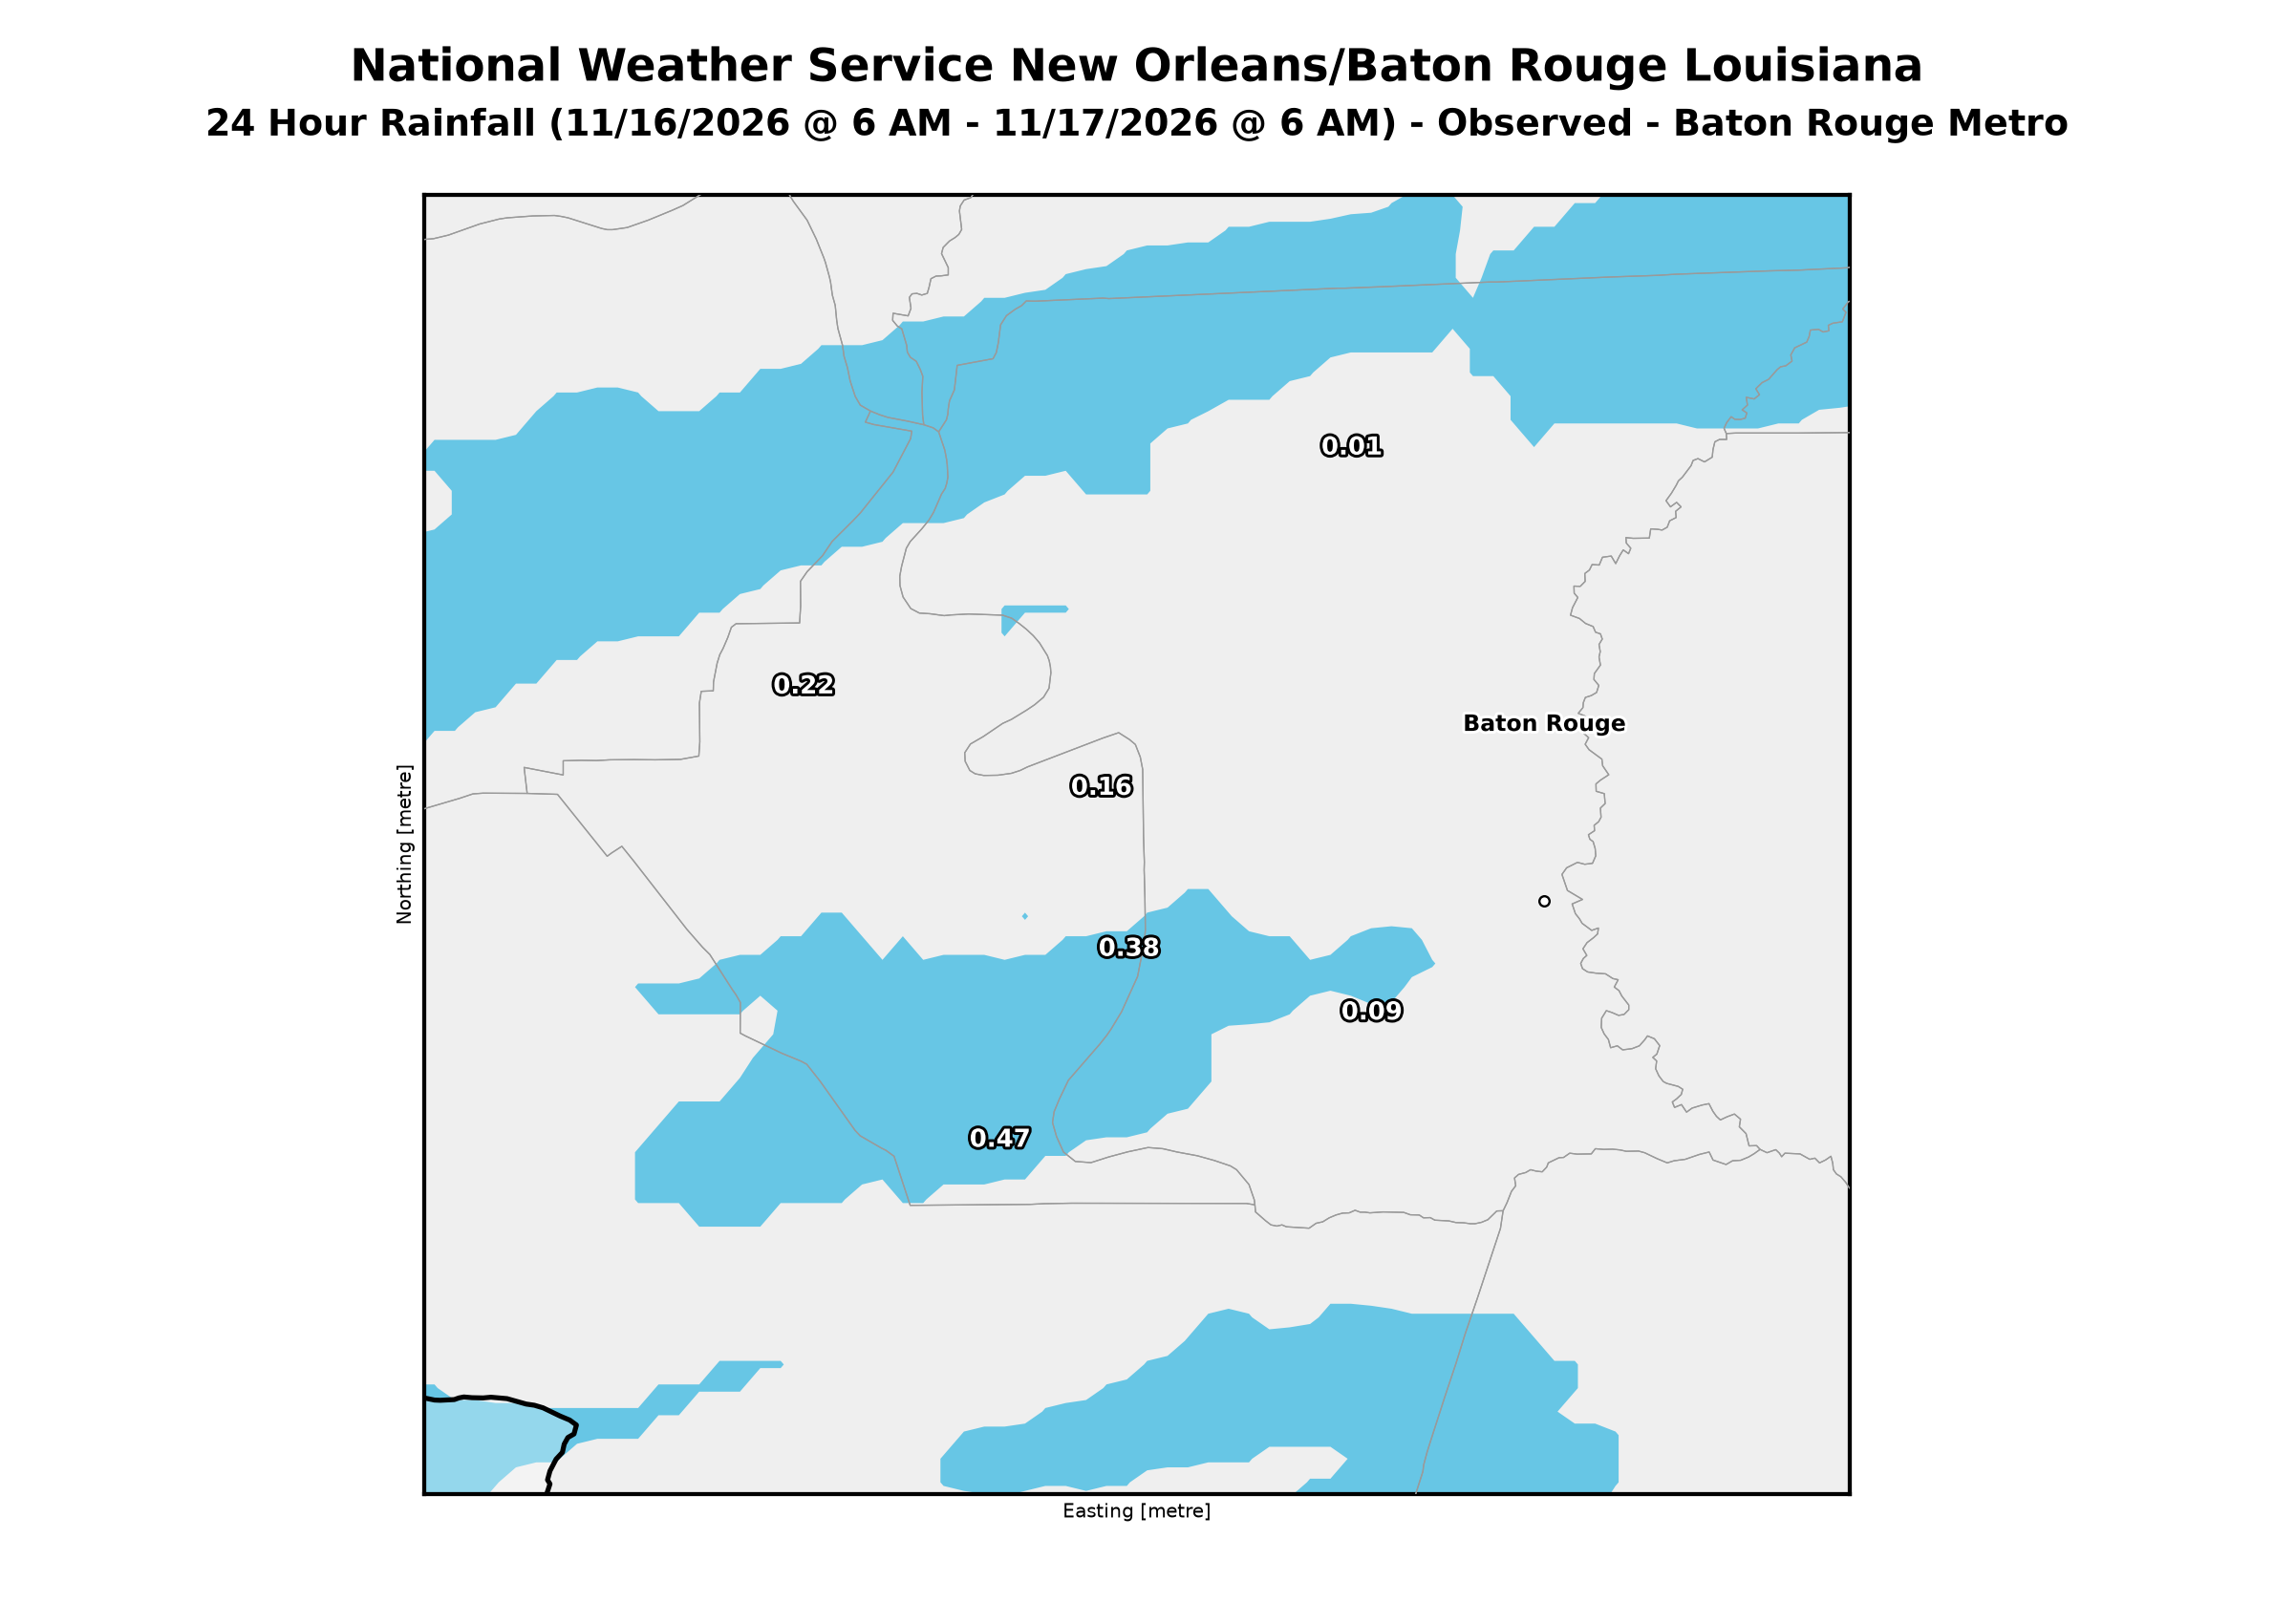 National Weather Service New Orleans/Baton Rouge Louisiana
24 Hour Rainfall (11/16/2026 @ 6 AM - 11/17/2026 @ 6 AM) - Observed - Baton Rouge Metro
0.01
0.22
Baton Rouge
0.16
0.38
0.09
0.47
Northing [metre]
Easting [metre]